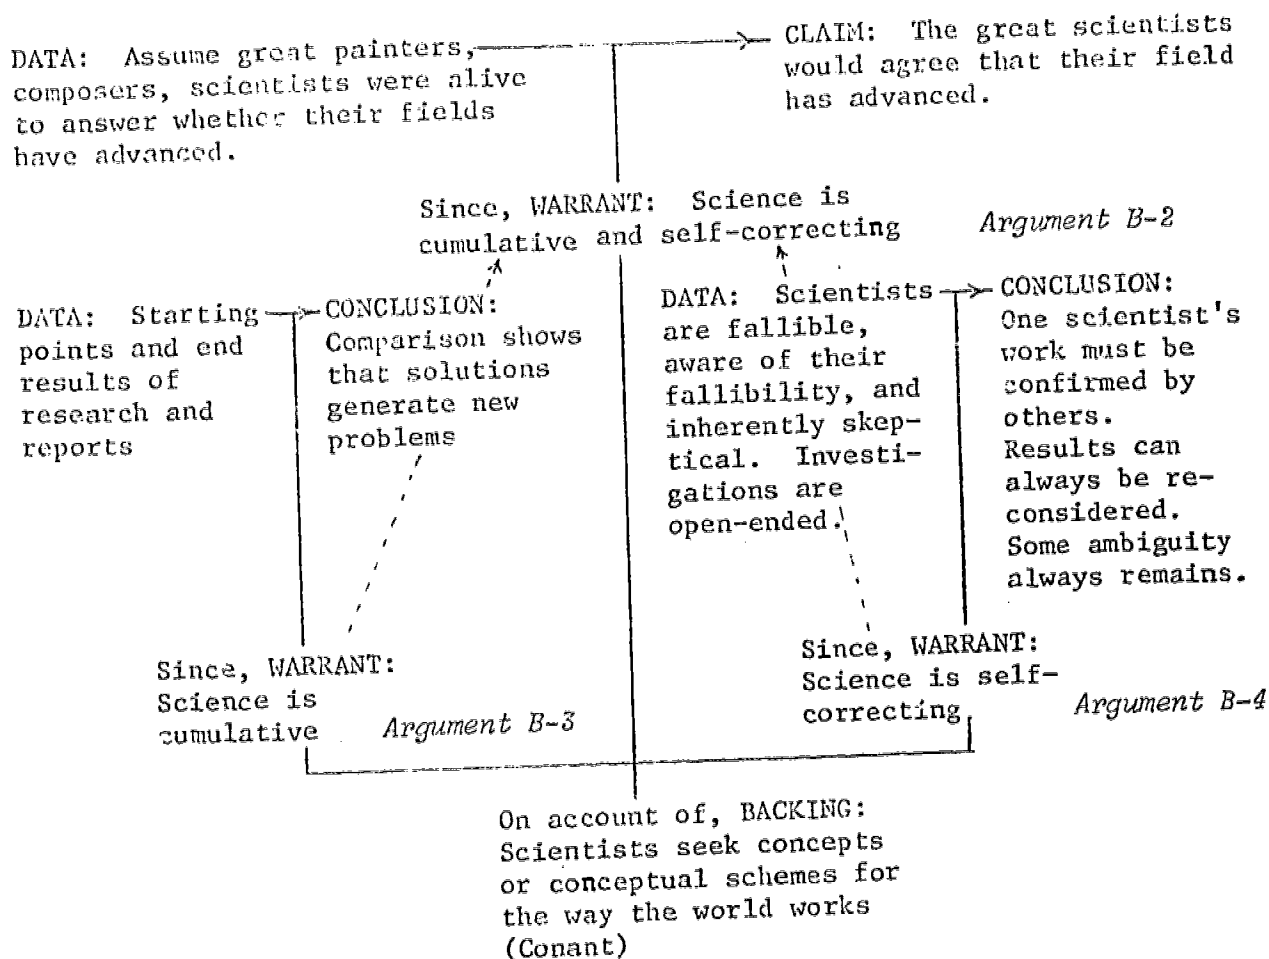 DATA: Assume great painters,
composers, scientists were alive
to answer whether their fields
have advanced.
CLAIM: The great scientists
would agree that their field
has advanced.
Since, WARRANT: Science is
cumulative and self-correcting
Argument B-2
DATA: Starting
points and end
results of
research and
reports
CONCLUSION:
Comparison shows
that solutions
generate new
problems
DATA: Scientists
are fallible,
aware of their
fallibility, and
inherently skep-
tical. Investi-
gations are
open-ended.
CONCLUSION:
One scientist's
work must be
confirmed by
others.
Results can
always be re-
considered.
Some ambiguity
always remains.
Since, WARRANT:
Science is
cumulative
Argument B-3
Since, WARRANT:
Science is self-
correcting
Argument B-4
On account of, BACKING:
Scientists seek concepts
or conceptual schemes for
the way the world works
(Conant)